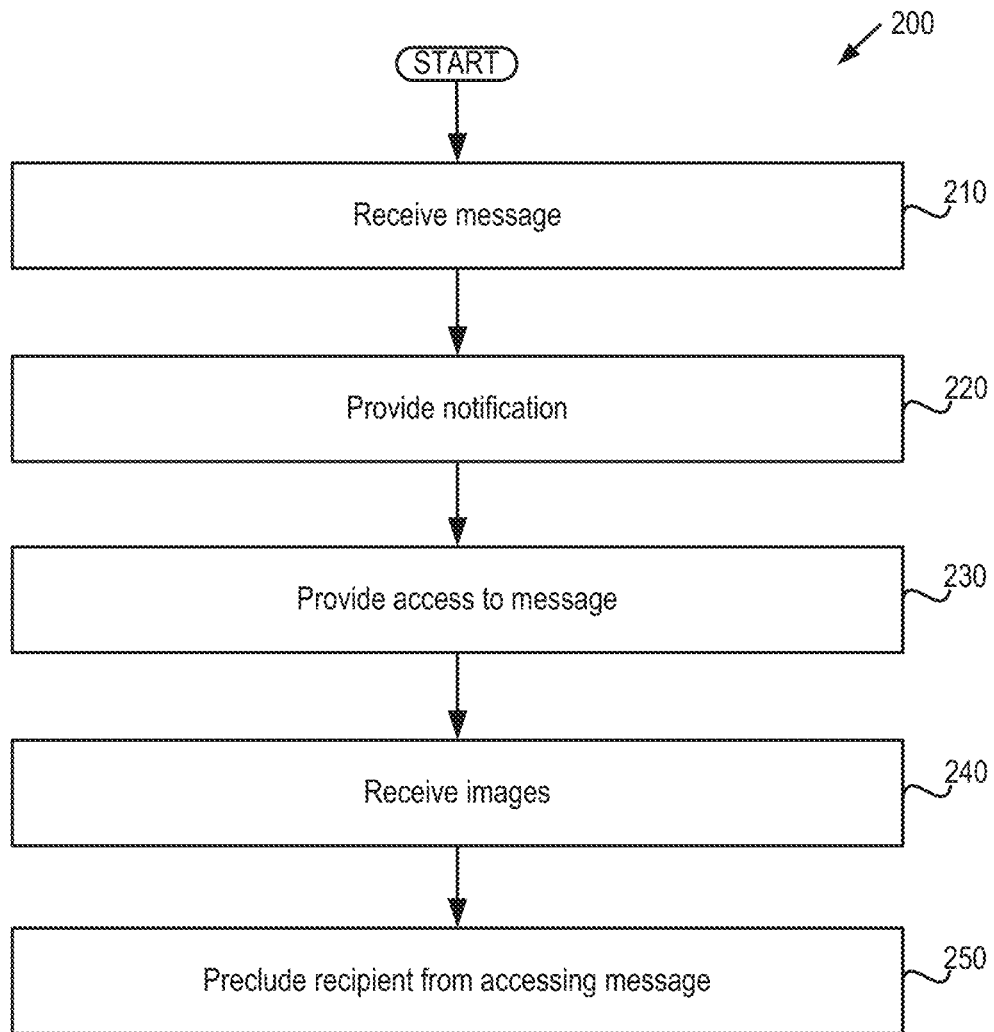 200
START
Receive message
210
Provide notification
220
Provide access to message
230
Receive images
240
Preclude recipient from accessing message
250